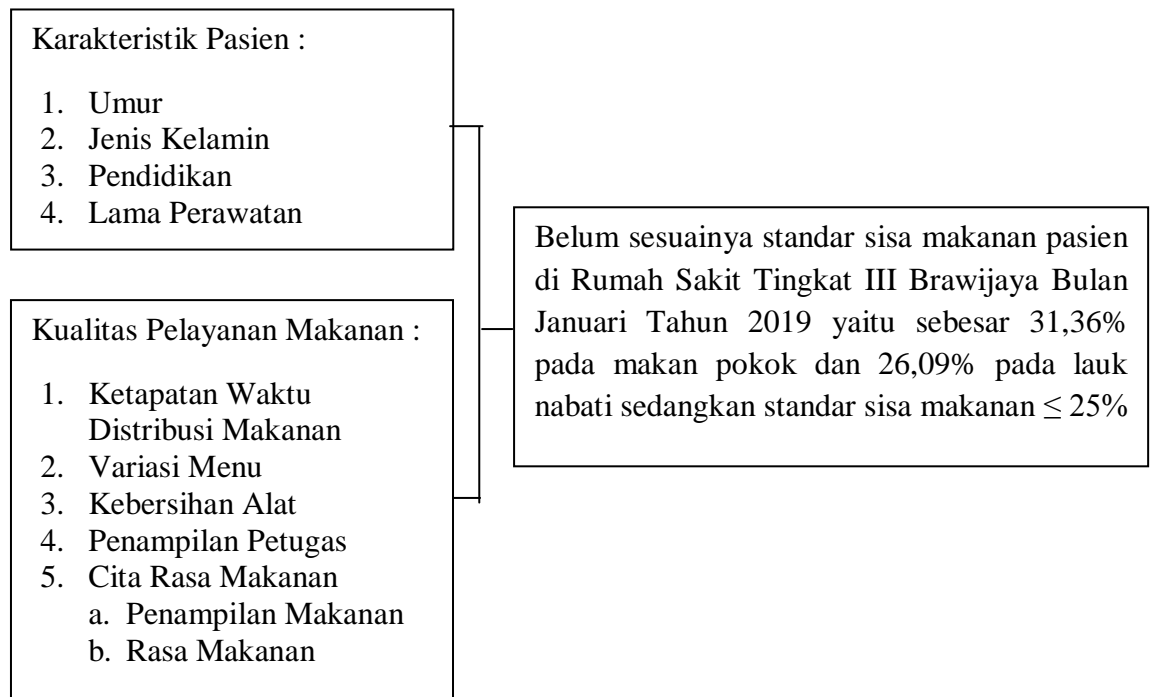 Karakteristik Pasien :
1. Umur
2. Jenis Kelamin
3. Pendidikan
4. Lama Perawatan
Kualitas Pelayanan Makanan :
1. Ketapatan Waktu
Distribusi Makanan
2. Variasi Menu
3. Kebersihan Alat
4. Penampilan Petugas
5. Cita Rasa Makanan
a. Penampilan Makanan
b. Rasa Makanan
Belum sesuainya standar sisa makanan pasien
di Rumah Sakit Tingkat III Brawijaya Bulan
Januari Tahun 2019 yaitu sebesar 31,36%
pada makan pokok dan 26,09% pada lauk
nabati sedangkan standar sisa makanan ≤ 25%